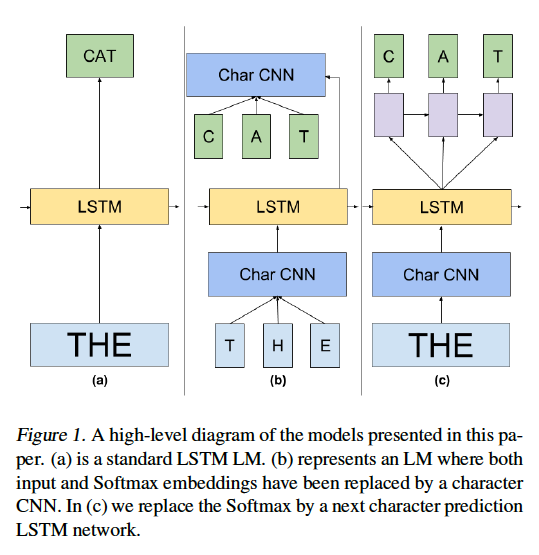 CAT
LSTM
THE
(a)
Char CNN
C A T
LSTM
Char CNN
T H E
(b)
C A T
LSTM
Char CNN
THE
(c)
Figure 1. A high-level diagram of the models presented in this pa-
per. (a) is a standard LSTM LM. (b) represents an LM where both
input and Softmax embeddings have been replaced by a character
CNN. In (c) we replace the Softmax by a next character prediction
LSTM network.